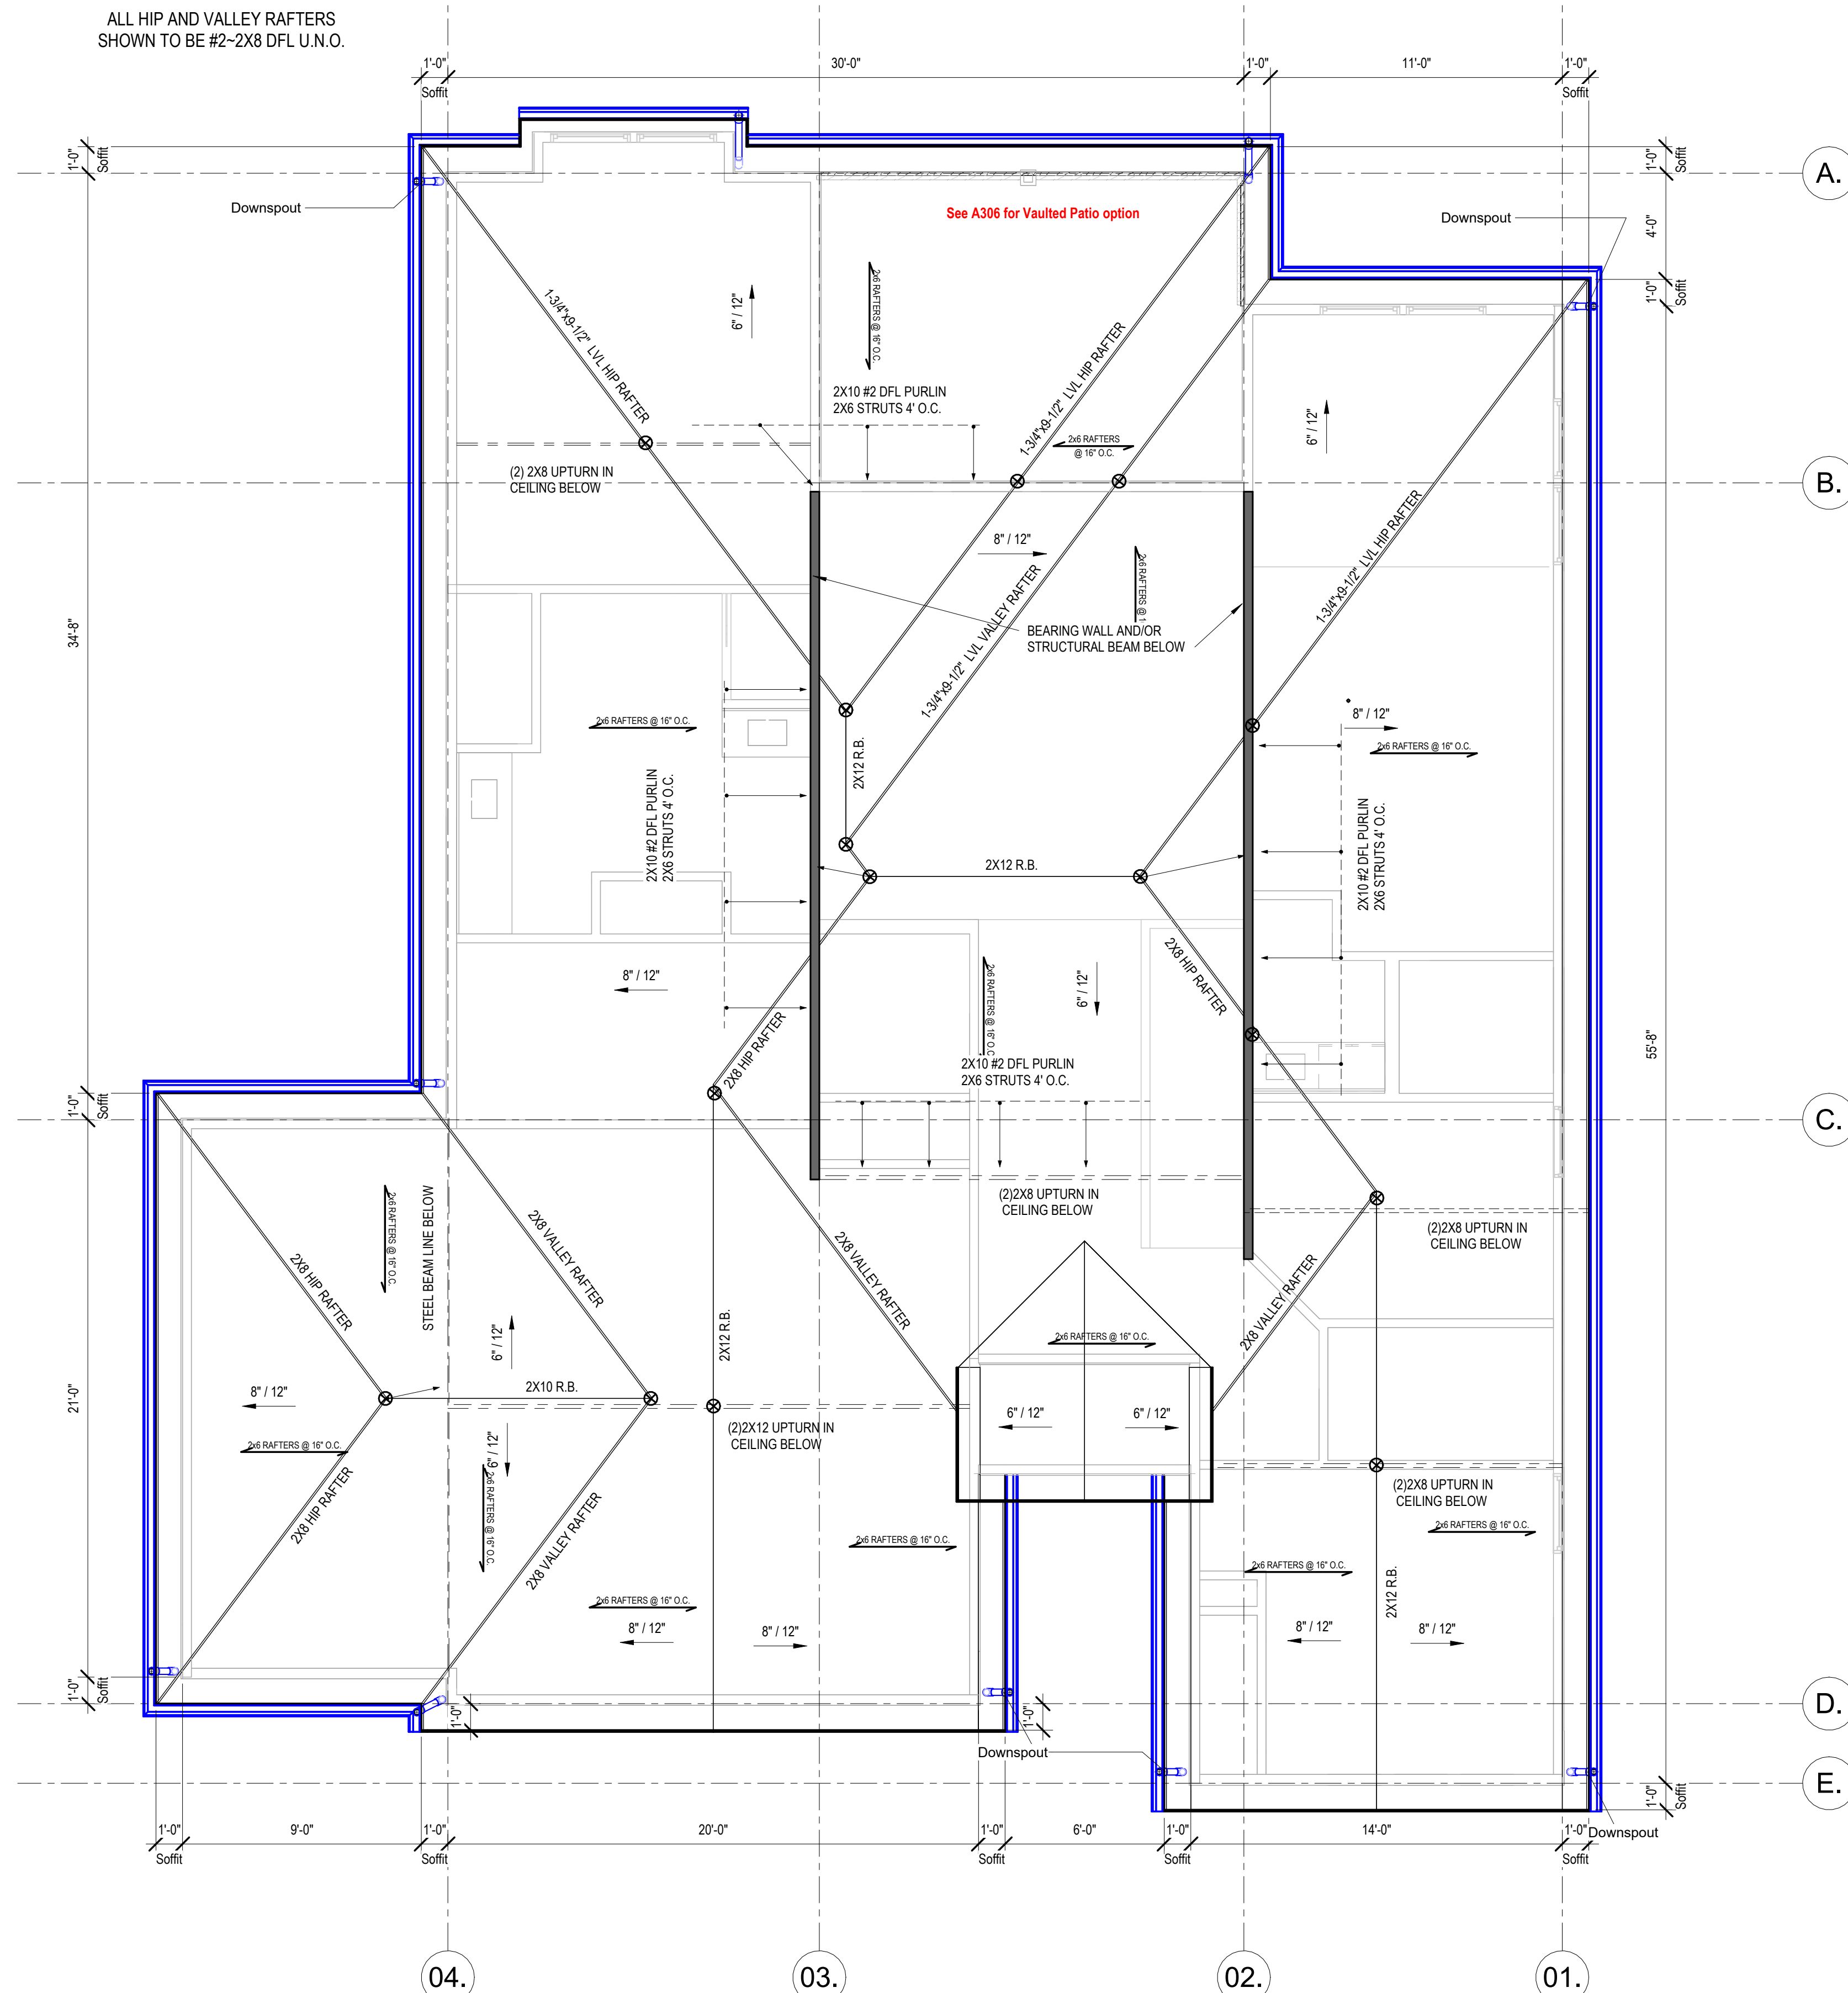 ALL HIP AND VALLEY RAFTERS
SHOWN TO BE #2~2X8 DFL U.N.O.
1'-0"
Soffit
30'-0"
1'-0"
11'-0"
1'-0"
Soffit
1'-0"
Soffit
1'-0"
Soffit
A.
Downspout
See A306 for Vaulted Patio option
Downspout
4'-0"
1'-0"
Soffit
1-3/4"x9-1/2" LVL HIP RAFTER
6" / 12"
2x6 RAFTERS @ 16" O.C.
1-3/4"x9-1/2" LVL HIP RAFTER
2X10 #2 DFL PURLIN
2X6 STRUTS 4' O.C.
2x6 RAFTERS
@ 16" O.C.
6" / 12"
(2) 2X8 UPTURN IN
CEILING BELOW
B.
8" / 12"
2x6 RAFTERS @ 1
1-3/4"x9-1/2" LVL HIP RAFTER
34'-8"
BEARING WALL AND/OR
STRUCTURAL BEAM BELOW
1-3/4"x9-1/2" LVL VALLEY RAFTER
2x6 RAFTERS @ 16" O.C.
8" / 12"
2x6 RAFTERS @ 16" O.C.
2X12 R.B.
2X10 #2 DFL PURLIN
2X6 STRUTS 4' O.C.
2X10 #2 DFL PURLIN
2X6 STRUTS 4' O.C.
2X12 R.B.
8" / 12"
2X8 HIP RAFTER
6" / 12"
2x6 RAFTERS @ 16" O.C
2X8 HIP RAFTER
2X10 #2 DFL PURLIN
2X6 STRUTS 4' O.C.
55'-8"
1'-0"
Soffit
C.
2x6 RAFTERS @ 16" O.C.
STEEL BEAM LINE BELOW
2X8 VALLEY RAFTER
(2)2X8 UPTURN IN
CEILING BELOW
(2)2X8 UPTURN IN
CEILING BELOW
2X8 HIP RAFTER
2X8 VALLEY RAFTER
2X8 VALLEY RAFTER
6" / 12"
2X12 R.B.
2x6 RAFTERS @ 16" O.C.
21'-0"
8" / 12"
2X10 R.B.
6" / 12"
6" / 12"
2x6 RAFTERS @ 16" O.C.
(2)2X12 UPTURN IN
CEILING BELOW
6" / 12"
2x6 RAFTERS @ 16" O.C.
2X8 HIP RAFTER
2X8 VALLEY RAFTER
(2)2X8 UPTURN IN
CEILING BELOW
2x6 RAFTERS @ 16" O.C.
2x6 RAFTERS @ 16" O.C.
2x6 RAFTERS @ 16" O.C.
2X12 R.B.
2x6 RAFTERS @ 16" O.C.
8" / 12"
8" / 12"
8" / 12"
8" / 12"
1'-0"
Soffit
1'-0"
1'-0"
D.
Downspout
E.
1'-0"
Soffit
1'-0"
Soffit
9'-0"
1'-0"
Soffit
20'-0"
1'-0"
Soffit
6'-0"
1'-0"
Soffit
14'-0"
1'-0"
Soffit
Downspout
04.
03.
02.
01.